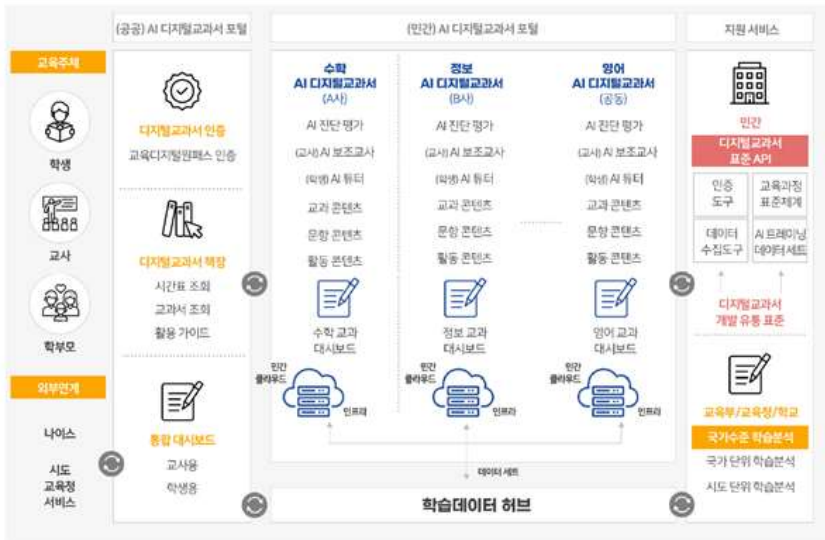 (공공) AI 디지털교과서 포털
(민간) AI 디지털교과서 포털
지원 서비스
교육주체
학생
교사
학부모
외부연계
나이스
시도
교육청
서비스
디지털교과서 인증
교육디지털원패스 인증
디지털교과서 책장
시간표 조회
교과서 조회
활용 가이드
통합 대시보드
교사용
학생용
수학
AI 디지털교과서
(A사)
AI 진단 평가
(교사) AI 보조교사
(학생) AI 튜터
교과 콘텐츠
문항 콘텐츠
활동 콘텐츠
수학 교과
대시보드
민간
클라우드
인프라
정보
AI 디지털교과서
(B사)
AI 진단 평가
(교사) AI 보조교사
(학생) AI 튜터
교과 콘텐츠
문항 콘텐츠
활동 콘텐츠
정보 교과
대시보드
민간
클라우드
인프라
영어
AI 디지털교과서
(공동)
AI 진단 평가
(교사) AI 보조교사
(학생) AI 튜터
교과 콘텐츠
문항 콘텐츠
활동 콘텐츠
영어 교과
대시보드
민간
클라우드
인프라
데이터 세트
학습데이터 허브
민간
디지털교과서
표준 API
인증
도구
교육과정
표준체계
데이터
수집도구
AI 트레이닝
데이터 세트
디지털교과서
개발 유통 표준
교육부/교육청/학교
국가수준 학습분석
국가 단위 학습분석
시도 단위 학습분석